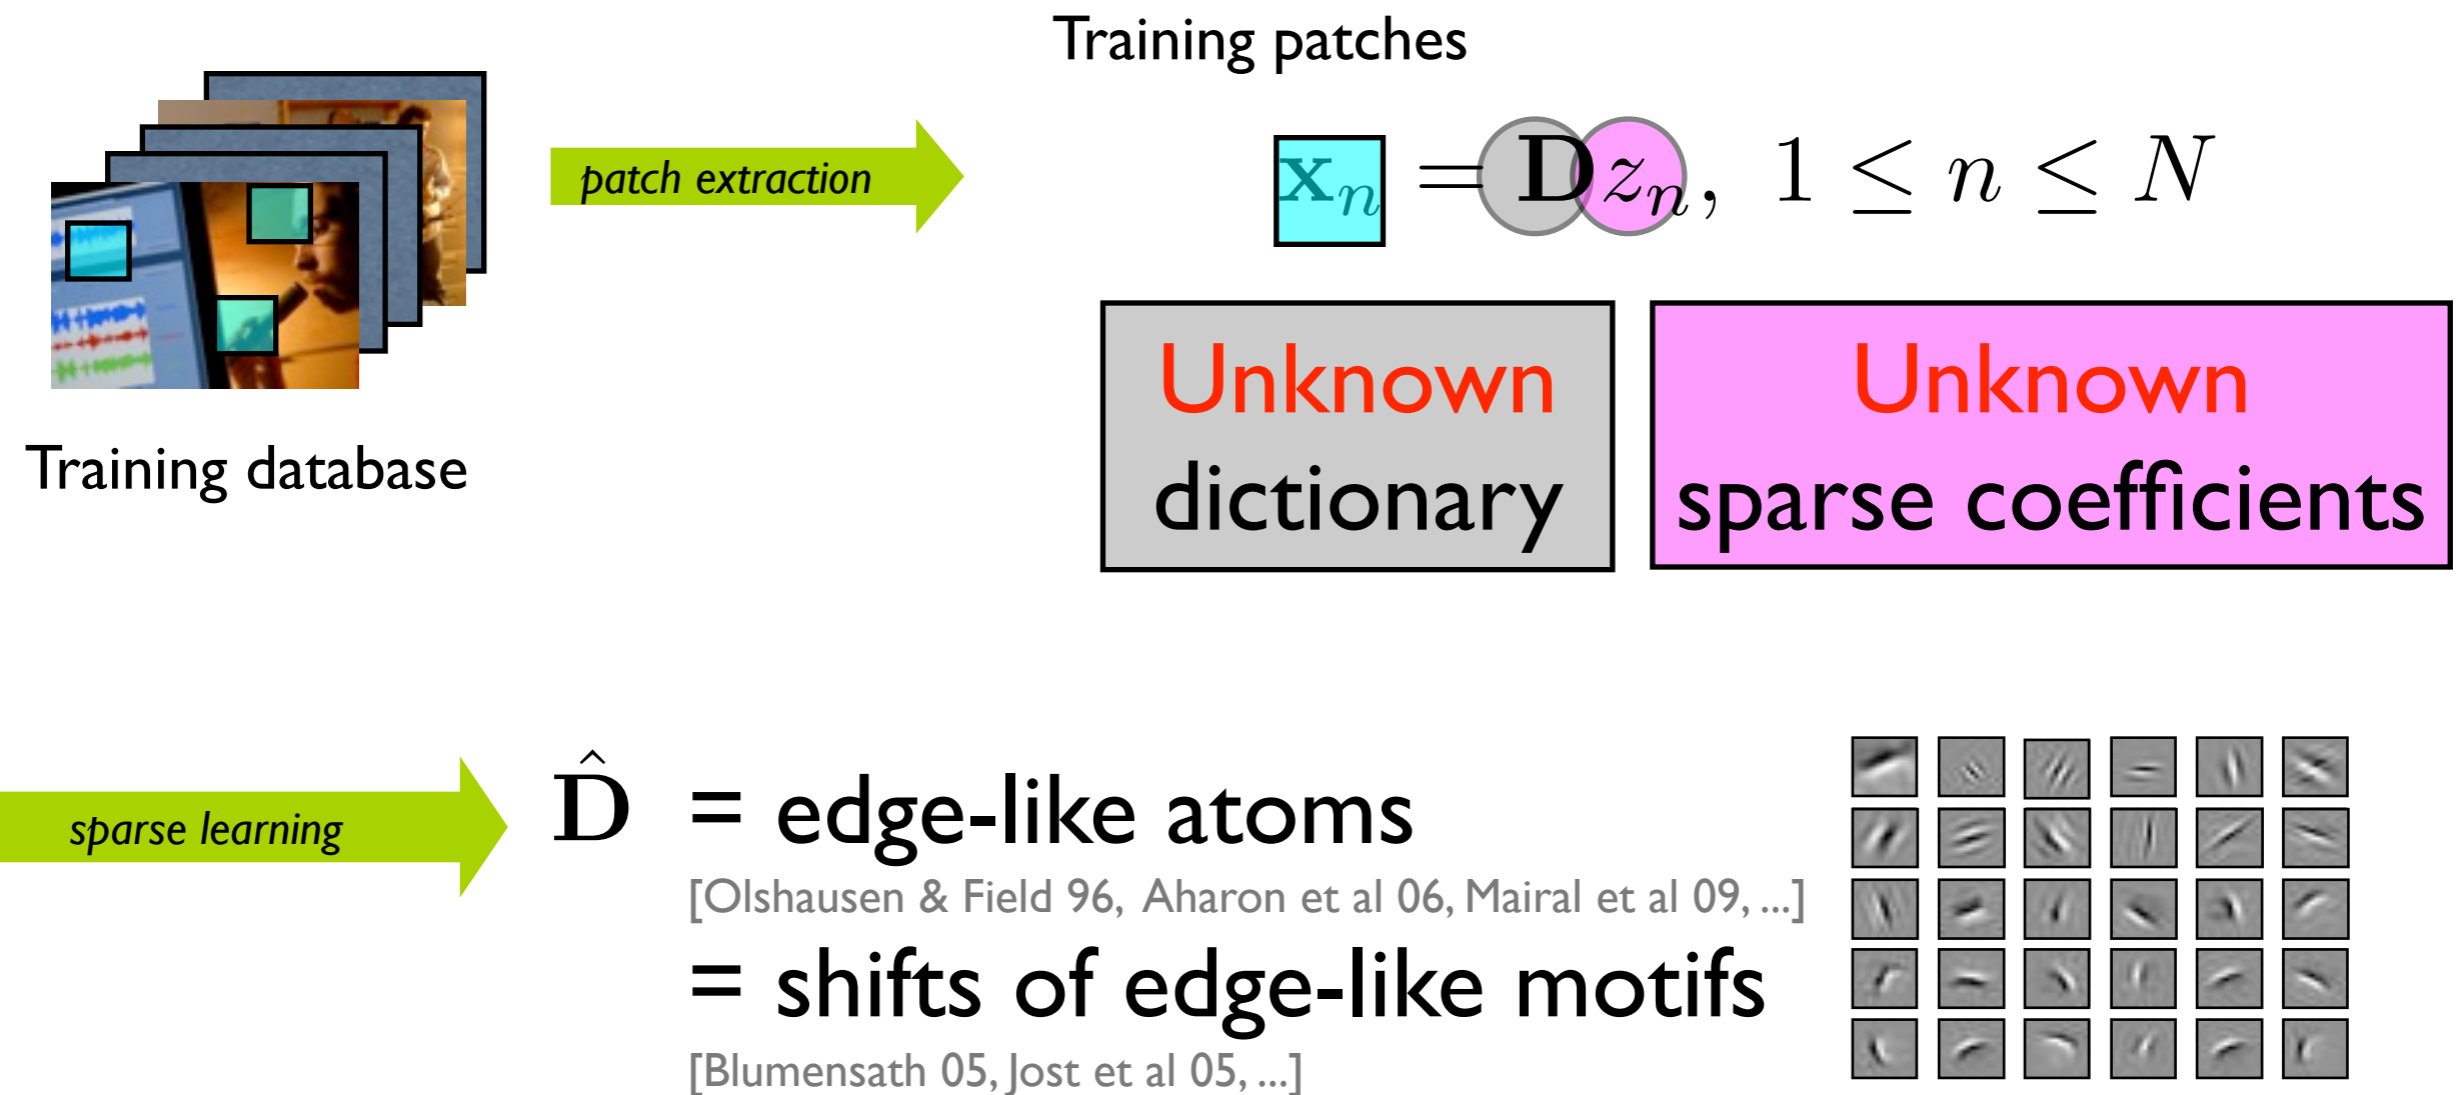 Training patches
patch extraction
x_n = Dz_n, 1 ≤ n ≤ N
Training database
Unknown
dictionary
Unknown
sparse coefficients
sparse learning
D̂ = edge-like atoms
[Olshausen & Field 96, Aharon et al 06, Mairal et al 09, ...]
= shifts of edge-like motifs
[Blumensath 05, Jost et al 05, ...]